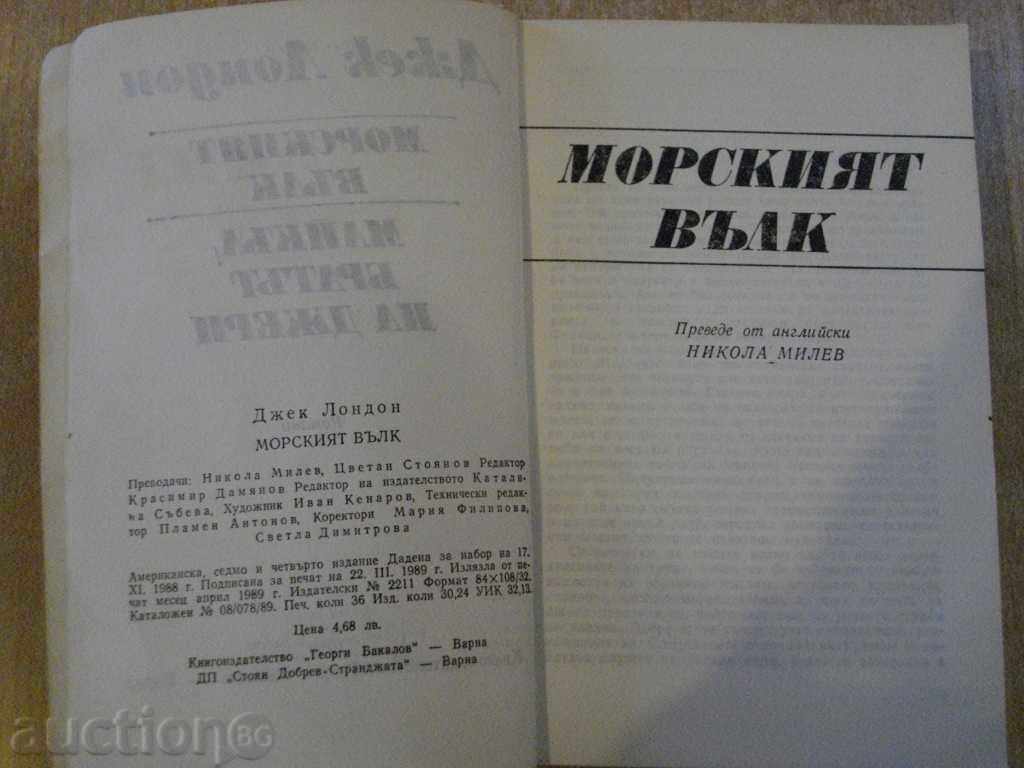 Джек Лондон
МОРСКИЯТ ВЪЛК
Преводачи: Никола Милев, Цветан Стоянов Редактор
Красимир Дамянов Редактор на издателството Катали-
на Събева, Художник Иван Кенаров, Технически редак-
тор Пламен Антонов, Коректори Мария Филипова,
Светла Димитрова
Американска, седмо и четвърто издание Дадена за набор на 17.
XI. 1988 г. Подписана за печат на 22. III. 1989 г. Излязла от пе-
чат месец април 1989 г. Издателски № 2211 Формат 84×108/32.
Каталожен № 08/078/89. Печ. коли 36 Изд. коли 30,24 УИК 32,13.
Цена 4,68 лв.
Книгоиздателство „Георги Бакалов" — Варна
ДП „Стоян Добрев-Странджата" — Варна
МОРСКИЯТ
ВЪЛК
Преведе от английски
НИКОЛА МИЛЕВ
auctionBG